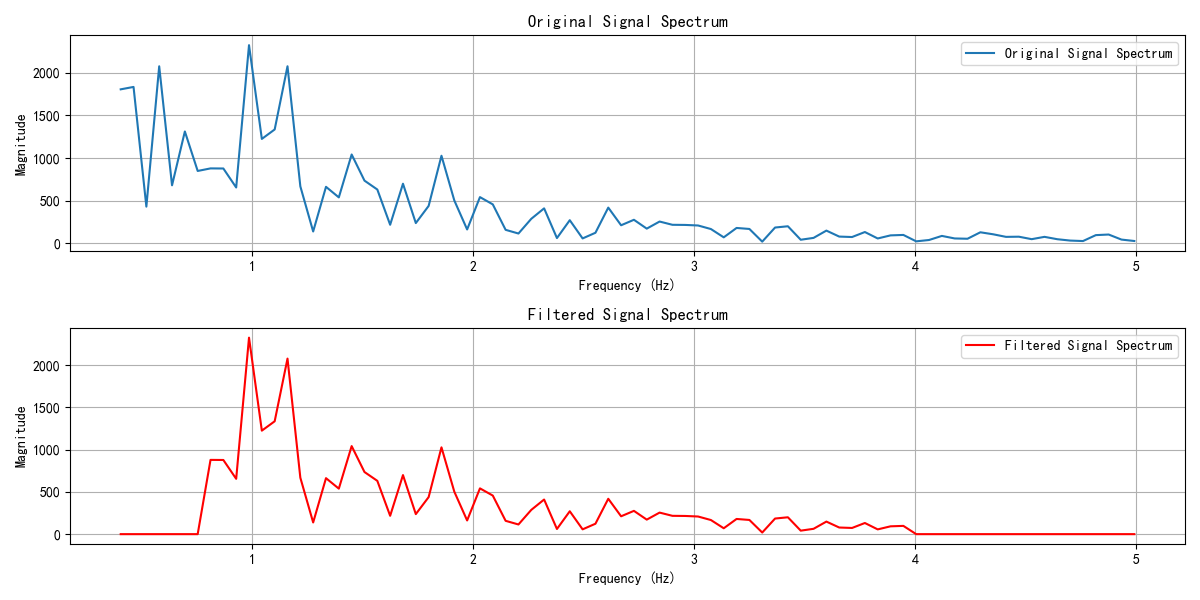 Original Signal Spectrum
Original Signal Spectrum
2000
1500
1000
500
0
Magnitude
1 2 3 4 5
Frequency (Hz)
Filtered Signal Spectrum
Filtered Signal Spectrum
2000
1500
1000
500
0
Magnitude
1 2 3 4 5
Frequency (Hz)